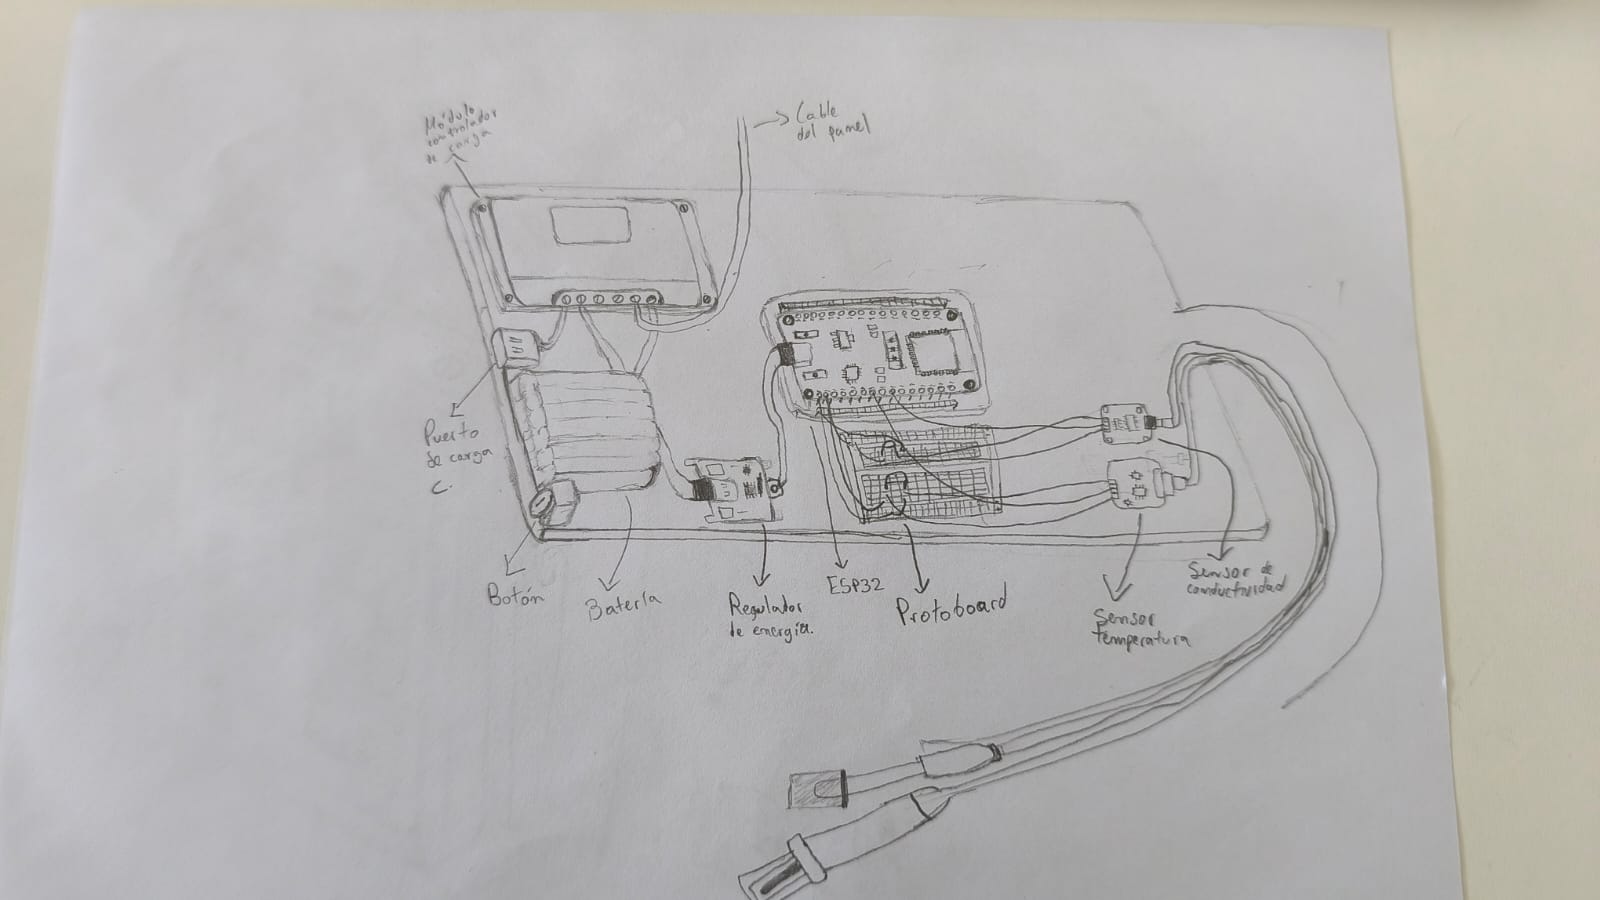 Módulo
controlador
de carga
Cable
del panel
Puerto
de carga
C.
Botón
Batería
Regulador
de energía.
ESP32
Protoboard
Sensor
temperatura
Sensor de
conductividad